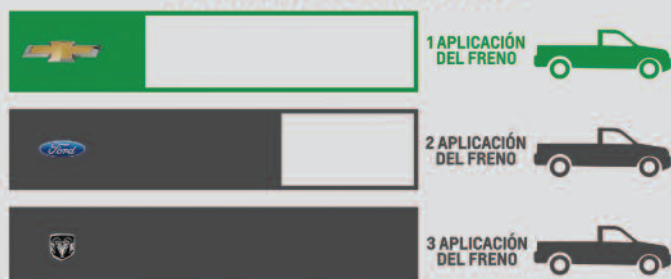 1 APLICACIÓN
DEL FRENO
Ford
2 APLICACIÓN
DEL FRENO
3 APLICACIÓN
DEL FRENO